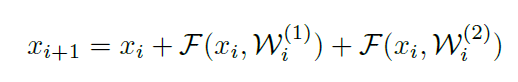 x_{i+1} = x_i + \mathcal{F}(x_i, \mathcal{W}_i^{(1)}) + \mathcal{F}(x_i, \mathcal{W}_i^{(2)})